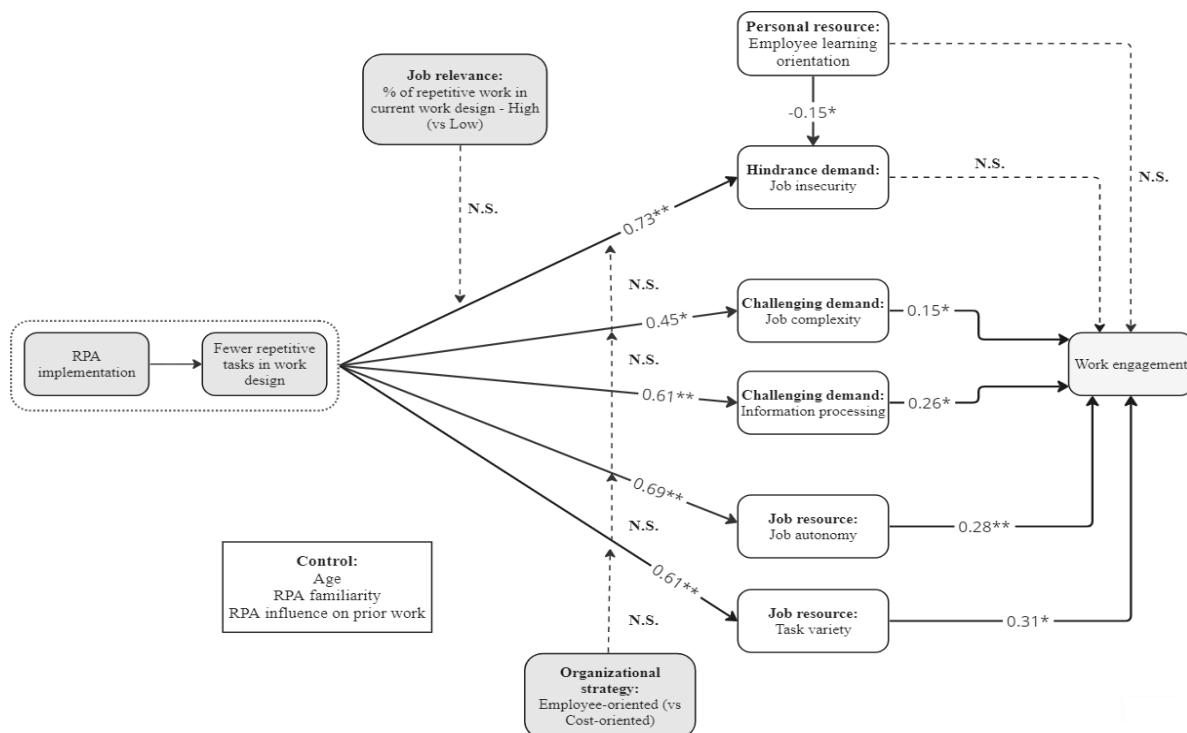 Personal resource:
Employee learning
orientation
Job relevance:
% of repetitive work in
current work design - High
(vs Low)
-0.15*
N.S.
Hindrance demand:
Job insecurity
N.S.
N.S.
0.73**
N.S.
Challenging demand:
Job complexity
0.45*
0.15*
RPA
implementation
Fewer repetitive
tasks in work
design
N.S.
Work engagement
0.61**
Challenging demand:
Information processing
0.26*
0.69**
Job resource:
Job autonomy
0.28**
N.S.
Control:
Age
RPA familiarity
RPA influence on prior work
0.61**
Job resource:
Task variety
0.31*
N.S.
Organizational
strategy:
Employee-oriented (vs
Cost-oriented)